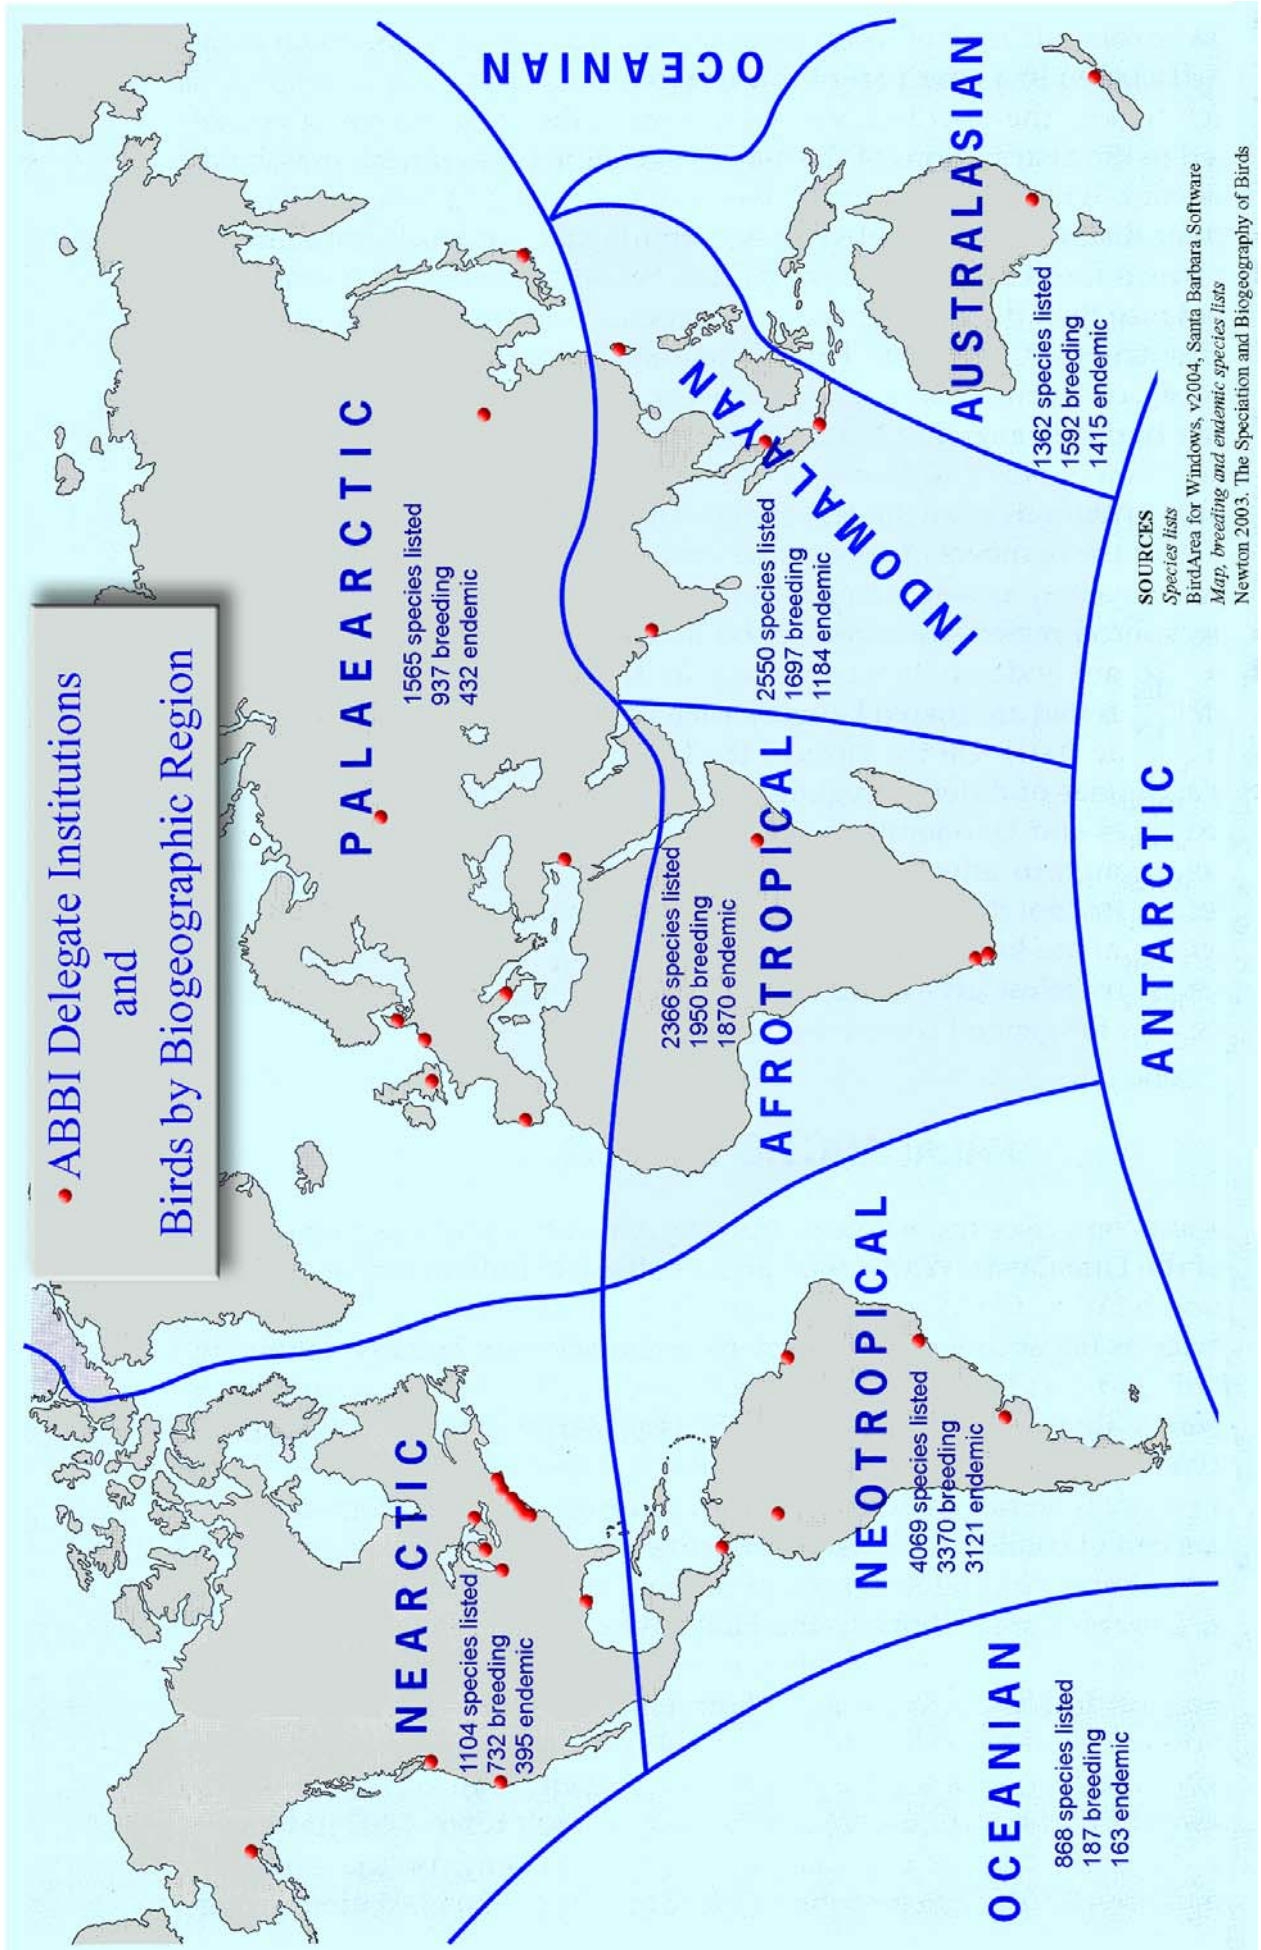 ABBI Delegate Institutions
and
Birds by Biogeographic Region
NEARCTIC
1104 species listed
732 breeding
395 endemic
PALAEARCTIC
1565 species listed
937 breeding
432 endemic
OCEANIAN
OCEANIAN
868 species listed
187 breeding
163 endemic
NEOTROPICAL
4069 species listed
3370 breeding
3121 endemic
AFROTROPICAL
2366 species listed
1950 breeding
1870 endemic
INDOMALAYAN
2550 species listed
1697 breeding
1184 endemic
AUSTRALASIAN
1362 species listed
1592 breeding
1415 endemic
ANTARCTIC
SOURCES
Species lists
BirdArea for Windows, v2004, Santa Barbara Software
Map, breeding and endemic species lists
Newton 2003. The Speciation and Biogeography of Birds